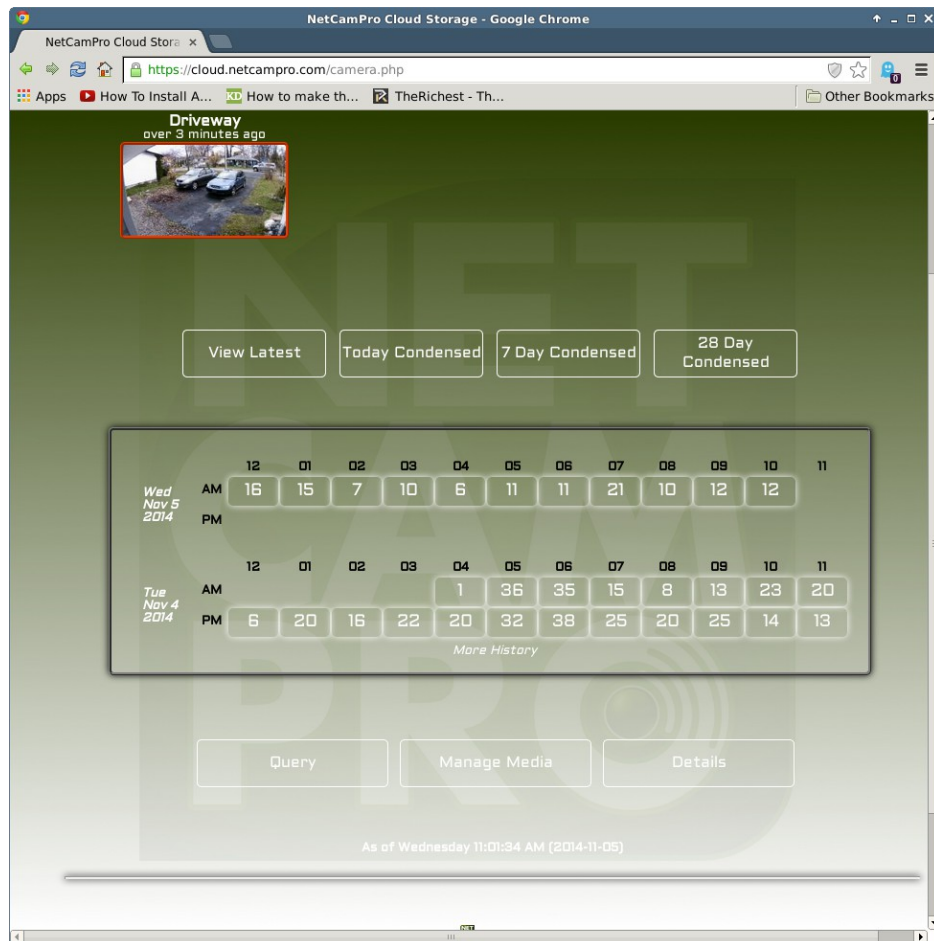 NetCamPro Cloud Storage - Google Chrome
NetCamPro Cloud Stora
https://cloud.netcampro.com/camera.php
Apps How To Install A... KD How to make th... TheRichest - Th... Other Bookmarks
Driveway
over 3 minutes ago
NET
CAM
PRO
View Latest Today Condensed 7 Day Condensed 28 Day
Condensed
12 01 02 03 04 05 06 07 08 09 10 11
Wed
Nov 5
2014
AM 16 15 7 10 6 11 11 21 10 12 12
PM
12 01 02 03 04 05 06 07 08 09 10 11
Tue
Nov 4
2014
AM 1 36 35 15 8 13 23 20
PM 6 20 16 22 20 32 38 25 20 25 14 13
More History
Query Manage Media Details
As of Wednesday 11:01:34 AM (2014-11-05)
NET